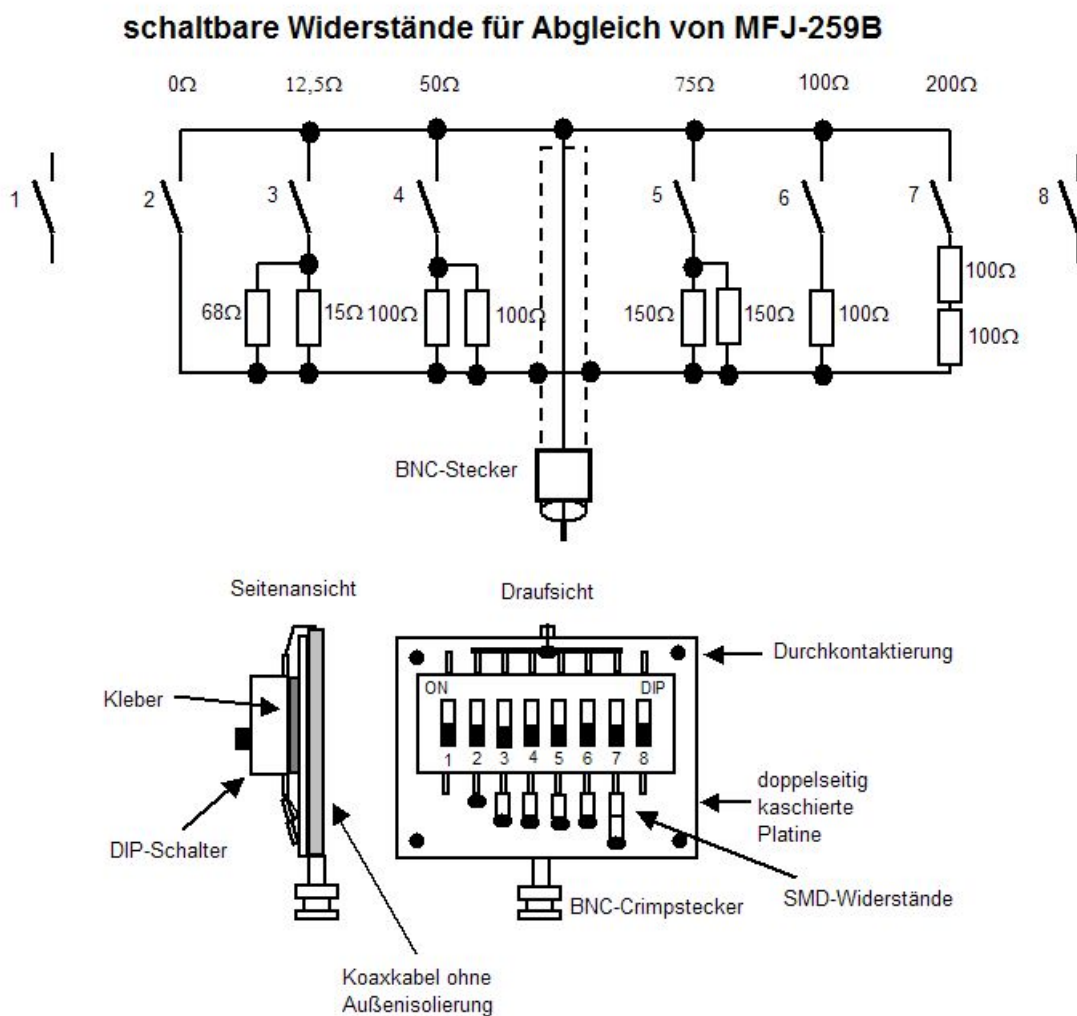 schaltbare Widerstände für Abgleich von MFJ-259B
0Ω 12,5Ω 50Ω 75Ω 100Ω 200Ω
1 2 3 4 5 6 7 8
100Ω
68Ω 15Ω 100Ω 100Ω 150Ω 150Ω 100Ω
100Ω
BNC-Stecker
Seitenansicht
Draufsicht
Durchkontaktierung
Kleber
ON DIP
1 2 3 4 5 6 7 8
doppelseitig
kaschierte
Platine
DIP-Schalter
SMD-Widerstände
BNC-Crimpstecker
Koaxkabel ohne
Außenisolierung